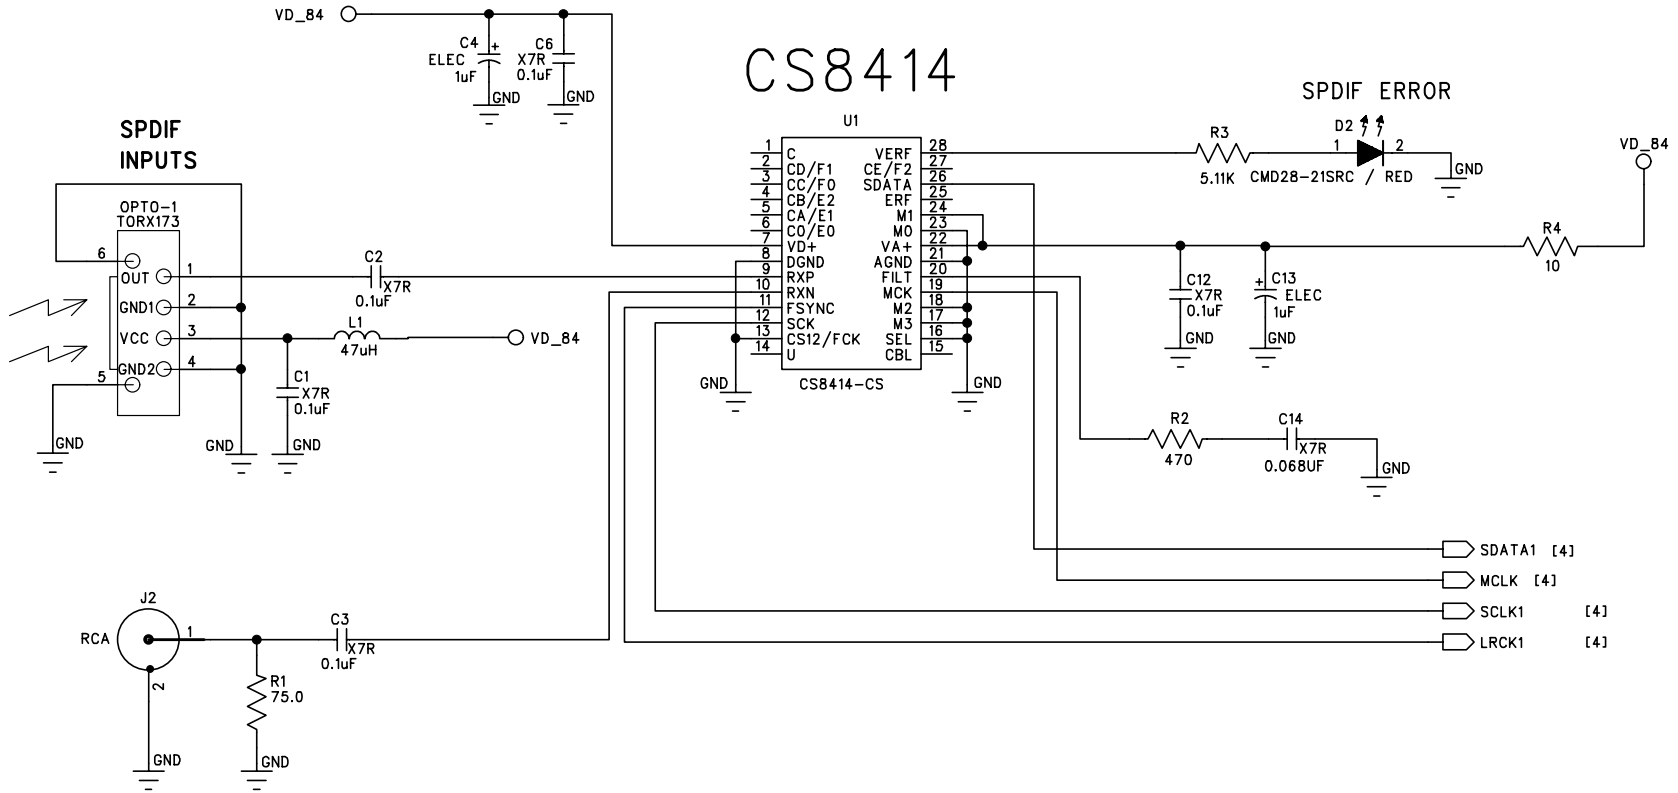 VD_84
C4
+
ELEC
1uF
GND
C6
X7R
0.1uF
GND
CS8414
SPDIF ERROR
SPDIF
INPUTS
OPTO-1
TORX173
6
OUT 1
GND1 2
VCC 3
GND2 4
5
GND
GND
C1
X7R
0.1uF
GND
L1
47uH
VD_84
C2
X7R
0.1uF
U1
1 C
2 CD/F1
3 CC/F0
4 CB/E2
5 CA/E1
6 C0/E0
7 VD+
8 DGND
9 RXP
10 RXN
11 FSYNC
12 SCK
13 CS12/FCK
14 U
VERF 28
CE/F2 27
SDATA 26
ERF 25
M1 24
M0 23
VA+ 22
AGND 21
FILT 20
MCK 19
M2 18
M3 17
SEL 16
CBL 15
CS8414-CS
GND
GND
R3
5.11K
D2
1 2
CMD28-21SRC / RED
GND
VD_84
R4
10
C12
X7R
0.1uF
GND
+
C13
ELEC
1uF
GND
R2
470
C14
X7R
0.068UF
GND
SDATA1 [4]
MCLK [4]
SCLK1 [4]
LRCK1 [4]
J2
RCA
1
2
GND
R1
75.0
GND
C3
X7R
0.1uF